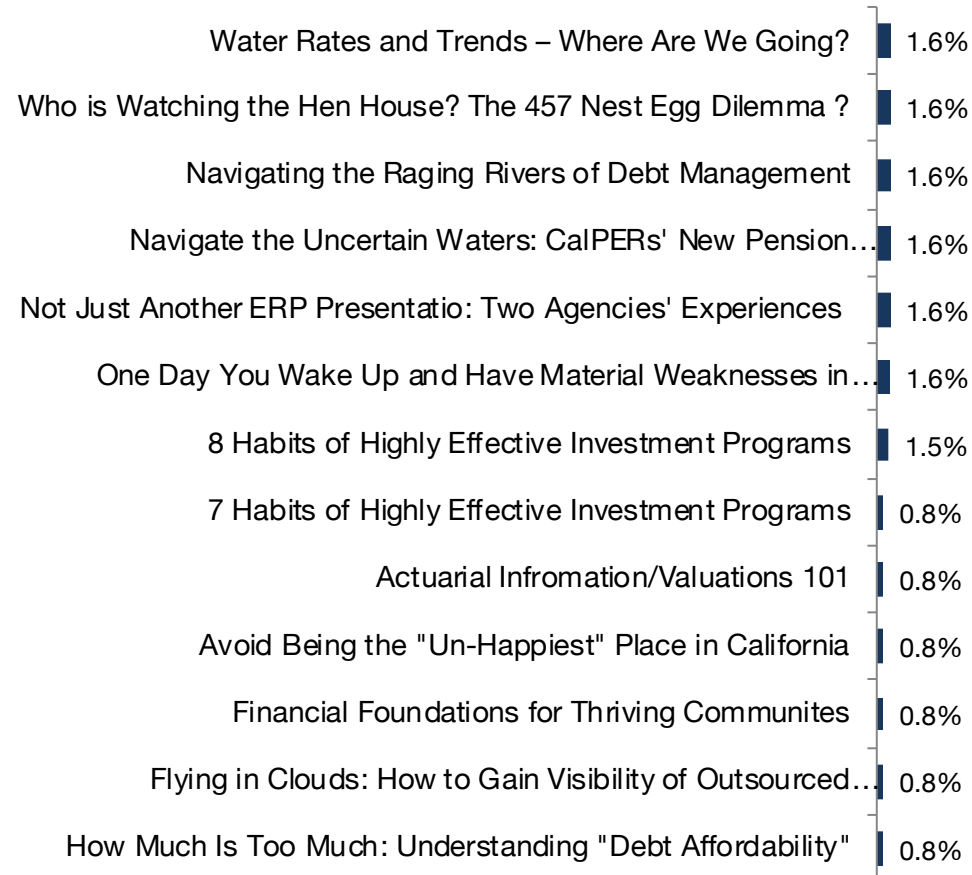 Water Rates and Trends – Where Are We Going? 1.6%
Who is Watching the Hen House? The 457 Nest Egg Dilemma ? 1.6%
Navigating the Raging Rivers of Debt Management 1.6%
Navigate the Uncertain Waters: CalPERs' New Pension… 1.6%
Not Just Another ERP Presentatio: Two Agencies' Experiences 1.6%
One Day You Wake Up and Have Material Weaknesses in… 1.6%
8 Habits of Highly Effective Investment Programs 1.5%
7 Habits of Highly Effective Investment Programs 0.8%
Actuarial Infromation/Valuations 101 0.8%
Avoid Being the "Un-Happiest" Place in California 0.8%
Financial Foundations for Thriving Communites 0.8%
Flying in Clouds: How to Gain Visibility of Outsourced… 0.8%
How Much Is Too Much: Understanding "Debt Affordability" 0.8%